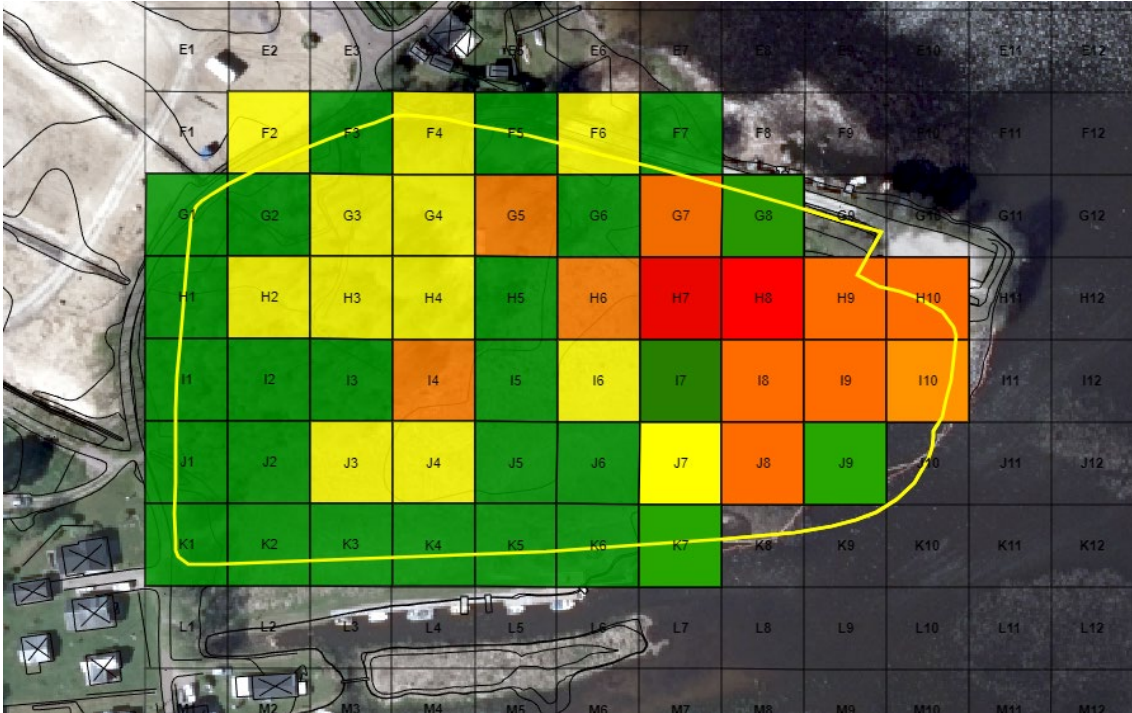 E1 E2 E3 E5 E6 E7 E8 E9 E10 E11 E12
F1 F2 F3 F4 F5 F6 F7 F8 F9 F10 F11 F12
G1 G2 G3 G4 G5 G6 G7 G8 G9 G10 G11 G12
H1 H2 H3 H4 H5 H6 H7 H8 H9 H10 H11 H12
I1 I2 I3 I4 I5 I6 I7 I8 I9 I10 I11 I12
J1 J2 J3 J4 J5 J6 J7 J8 J9 J10 J11 J12
K1 K2 K3 K4 K5 K6 K7 K8 K9 K10 K11 K12
L1 L2 L3 L4 L5 L6 L7 L8 L9 L10 L11 L12
M1 M2 M3 M4 M5 M6 M7 M8 M9 M10 M11 M12